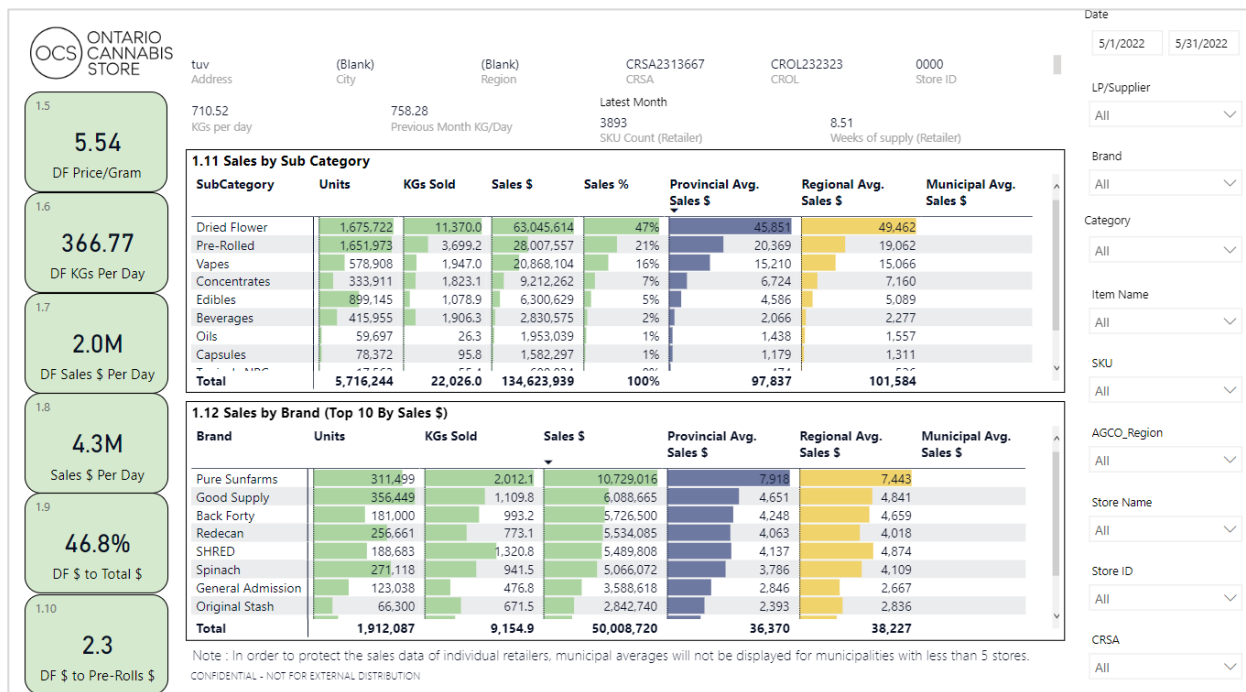 OCS ONTARIO CANNABIS STORE
tuv (Blank) (Blank) CRSA2313667 CROL232323 0000
Address City Region CRSA CROL Store ID
710.52 758.28 Latest Month
KGs per day Previous Month KG/Day 3893 8.51
SKU Count (Retailer) Weeks of supply (Retailer)
1.5
5.54
DF Price/Gram
1.6
366.77
DF KGs Per Day
1.7
2.0M
DF Sales $ Per Day
1.8
4.3M
Sales $ Per Day
1.9
46.8%
DF $ to Total $
1.10
2.3
DF $ to Pre-Rolls $
1.11 Sales by Sub Category
SubCategory Units KGs Sold Sales $ Sales % Provincial Avg. Sales $ Regional Avg. Sales $ Municipal Avg. Sales $
Dried Flower 1,675,722 11,370.0 63,045,614 47% 45,851 49,462
Pre-Rolled 1,651,973 3,699.2 28,007,557 21% 20,369 19,062
Vapes 578,908 1,947.0 20,868,104 16% 15,210 15,066
Concentrates 333,911 1,823.1 9,212,262 7% 6,724 7,160
Edibles 899,145 1,078.9 6,300,629 5% 4,586 5,089
Beverages 415,955 1,906.3 2,830,575 2% 2,066 2,277
Oils 59,697 26.3 1,953,039 1% 1,438 1,557
Capsules 78,372 95.8 1,582,297 1% 1,179 1,311
Total 5,716,244 22,026.0 134,623,939 100% 97,837 101,584
1.12 Sales by Brand (Top 10 By Sales $)
Brand Units KGs Sold Sales $ Provincial Avg. Sales $ Regional Avg. Sales $ Municipal Avg. Sales $
Pure Sunfarms 311,499 2,012.1 10,729,016 7,918 7,443
Good Supply 356,449 1,109.8 6,088,665 4,651 4,841
Back Forty 181,000 993.2 5,726,500 4,248 4,659
Redecan 256,661 773.1 5,534,085 4,063 4,018
SHRED 188,683 1,320.8 5,489,808 4,137 4,874
Spinach 271,118 941.5 5,066,072 3,786 4,109
General Admission 123,038 476.8 3,588,618 2,846 2,667
Original Stash 66,300 671.5 2,842,740 2,393 2,836
Total 1,912,087 9,154.9 50,008,720 36,370 38,227
Note : In order to protect the sales data of individual retailers, municipal averages will not be displayed for municipalities with less than 5 stores.
CONFIDENTIAL - NOT FOR EXTERNAL DISTRIBUTION
Date
5/1/2022 5/31/2022
LP/Supplier
All
Brand
All
Category
All
Item Name
All
SKU
All
AGCO_Region
All
Store Name
All
Store ID
All
CRSA
All